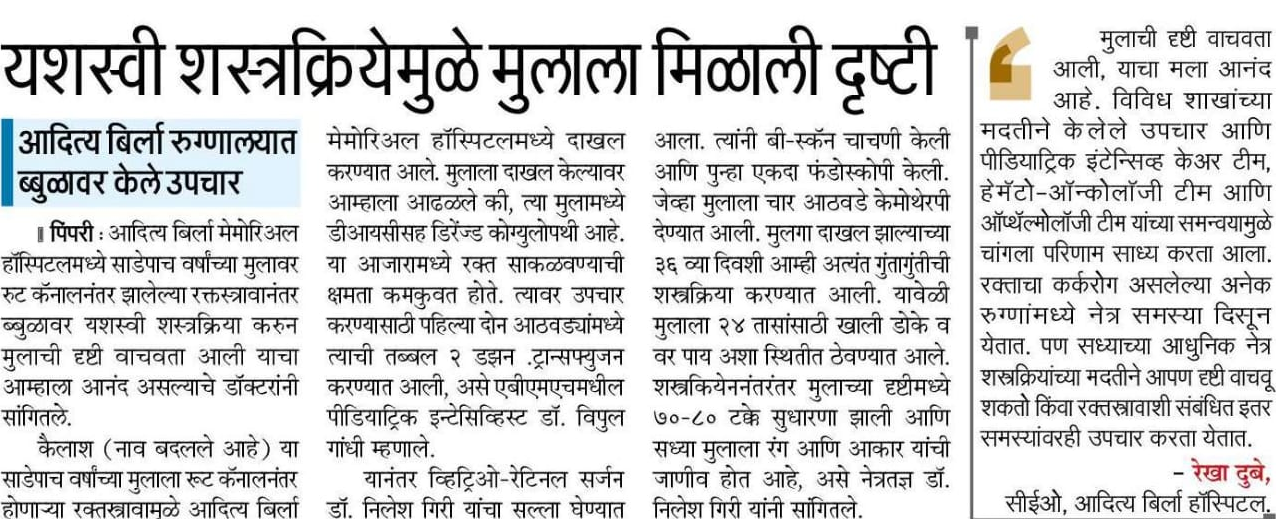 यशस्वी शस्त्रक्रियेमुळे मुलाला मिळाली दृष्टी
आदित्य बिर्ला रुग्णालयात
ब्बुळावर केले उपचार
पिंपरी : आदित्य बिर्ला मेमोरिअल
हॉस्पिटलमध्ये साडेपाच वर्षांच्या मुलावर
रुट कॅनालनंतर झालेल्या रक्तस्त्रावानंतर
ब्बुळावर यशस्वी शस्त्रक्रिया करुन
मुलाची दृष्टी वाचवता आली याचा
आम्हाला आनंद असल्याचे डॉक्टरांनी
सांगितले.
कैलाश (नाव बदलले आहे) या
साडेपाच वर्षांच्या मुलाला रूट कॅनालनंतर
होणाऱ्या रक्तस्त्रावामुळे आदित्य बिर्ला
मेमोरिअल हॉस्पिटलमध्ये दाखल
करण्यात आले. मुलाला दाखल केल्यावर
आम्हाला आढळले की, त्या मुलामध्ये
डीआयसीसह डिरेंज्ड कोग्युलोपथी आहे.
या आजारामध्ये रक्त साकळवण्याची
क्षमता कमकुवत होते. त्यावर उपचार
करण्यासाठी पहिल्या दोन आठवड्यांमध्ये
त्याची तब्बल २ डझन .ट्रान्सफ्युजन
करण्यात आली, असे एबीएमएचमधील
पीडियाट्रिक इन्टेसिव्हिस्ट डॉ. विपुल
गांधी म्हणाले.
यानंतर व्हिट्रिओ-रेटिनल सर्जन
डॉ. निलेश गिरी यांचा सल्ला घेण्यात
आला. त्यांनी बी-स्कॅन चाचणी केली
आणि पुन्हा एकदा फंडोस्कोपी केली.
जेव्हा मुलाला चार आठवडे केमोथेरपी
देण्यात आली. मुलगा दाखल झाल्याच्या
३६ व्या दिवशी आम्ही अत्यंत गुंतागुंतीची
शस्त्रक्रिया करण्यात आली. यावेळी
मुलाला २४ तासांसाठी खाली डोके व
वर पाय अशा स्थितीत ठेवण्यात आले.
शस्त्रकियेननंतरंतर मुलाच्या दृष्टीमध्ये
७०-८० टक्के सुधारणा झाली आणि
सध्या मुलाला रंग आणि आकार यांची
जाणीव होत आहे, असे नेत्रतज्ञ डॉ.
निलेश गिरी यांनी सांगितले.
मुलाची दृष्टी वाचवता
आली, याचा मला आनंद
आहे. विविध शाखांच्या
मदतीने केलेले उपचार आणि
पीडियाट्रिक इंटेन्सिव्ह केअर टीम,
हेमॅटो-ऑन्कोलॉजी टीम आणि
ऑप्थॅल्मोलॉजी टीम यांच्या समन्वयामुळे
चांगला परिणाम साध्य करता आला.
रक्ताचा कर्करोग असलेल्या अनेक
रुग्णांमध्ये नेत्र समस्या दिसून
येतात. पण सध्याच्या आधुनिक नेत्र
शस्त्रक्रियांच्या मदतीने आपण दृष्टी वाचवू
शकतो किंवा रक्तस्त्रावाशी संबंधित इतर
समस्यांवरही उपचार करता येतात.
- रेखा दुबे,
सीईओ, आदित्य बिर्ला हॉस्पिटल.